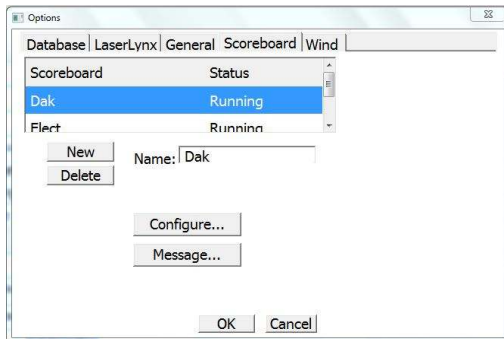 Options
Database LaserLynx General Scoreboard Wind
Scoreboard Status
Dak Running
Elect Running
New
Name: Dak
Delete
Configure...
Message...
OK Cancel